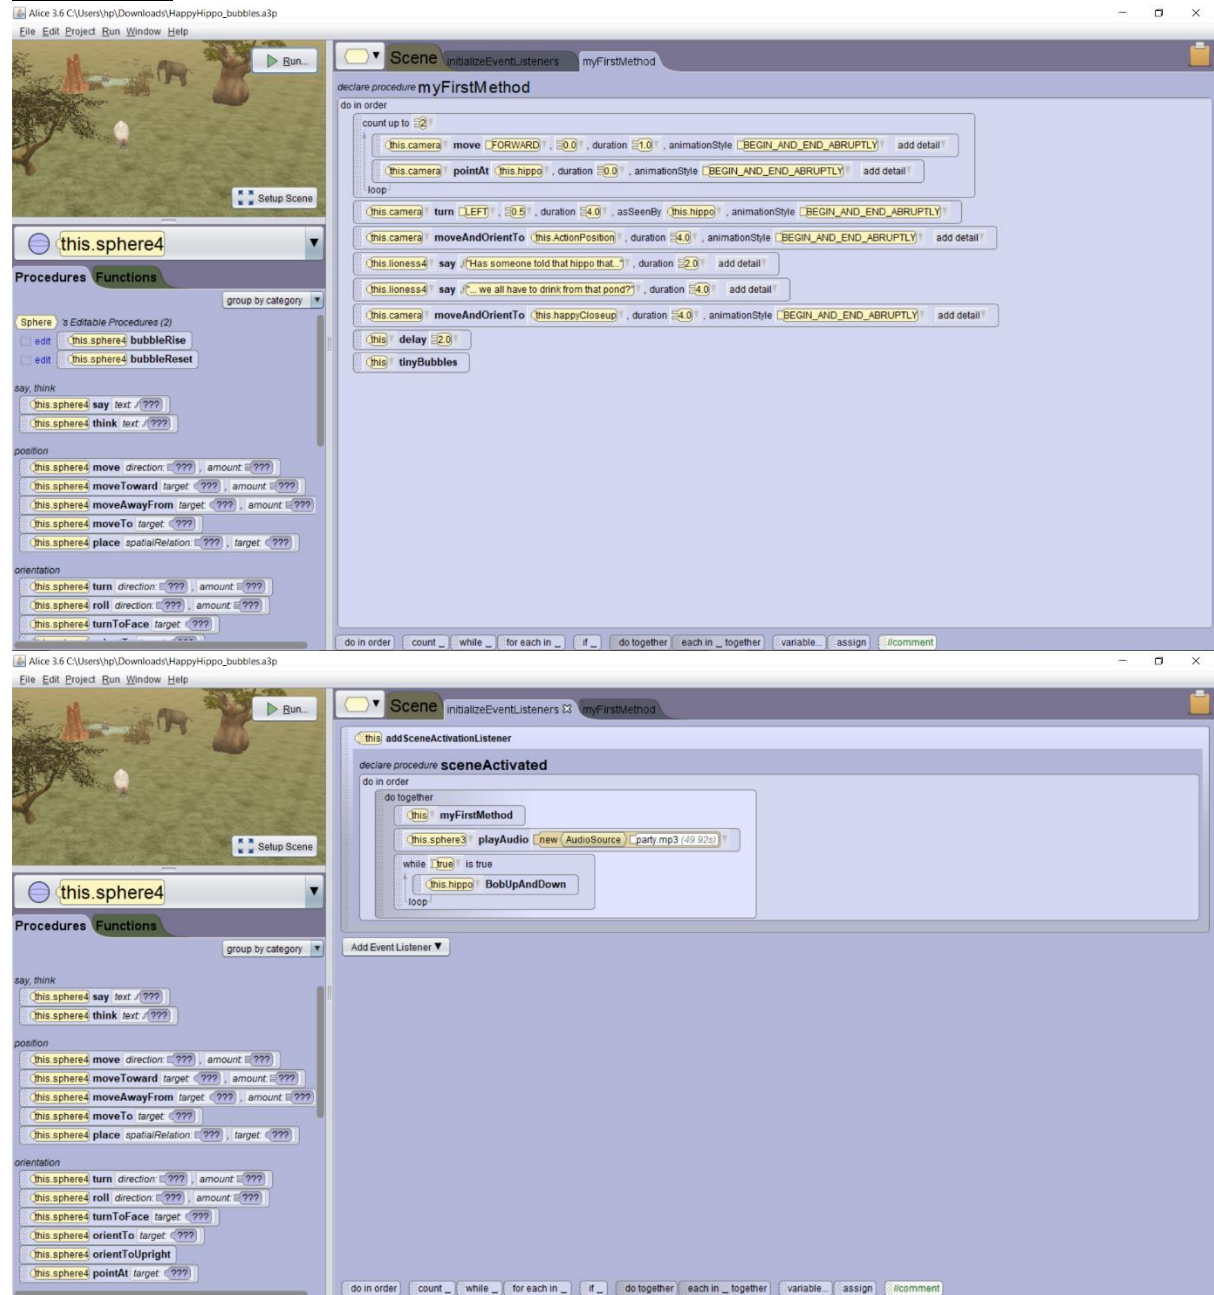 Alice 3.6 C:\Users\hp\Downloads\HappyHippo_bubbles.a3p
File Edit Project Run Window Help
Run...
Setup Scene
this.sphere4
Procedures Functions
group by category
Sphere 's Editable Procedures (2)
edit this.sphere4 bubbleRise
edit this.sphere4 bubbleReset
say, think
this.sphere4 say text: ???
this.sphere4 think text: ???
position
this.sphere4 move direction: ??? , amount: ???
this.sphere4 moveToward target: ??? , amount: ???
this.sphere4 moveAwayFrom target: ??? , amount: ???
this.sphere4 moveTo target: ???
this.sphere4 place spatialRelation: ??? , target: ???
orientation
this.sphere4 turn direction: ??? , amount: ???
this.sphere4 roll direction: ??? , amount: ???
this.sphere4 turnToFace target: ???
Scene initializeEventListeners myFirstMethod
declare procedure myFirstMethod
do in order
count up to 2
this.camera move FORWARD , 0.0 , duration 1.0 , animationStyle BEGIN_AND_END_ABRUPTLY add detail
this.camera pointAt this.hippo , duration 0.0 , animationStyle BEGIN_AND_END_ABRUPTLY add detail
loop
this.camera turn LEFT , 0.5 , duration 4.0 , asSeenBy this.hippo , animationStyle BEGIN_AND_END_ABRUPTLY
this.camera moveAndOrientTo this.ActionPosition , duration 4.0 , animationStyle BEGIN_AND_END_ABRUPTLY add detail
this.lioness4 say "Has someone told that hippo that..." , duration 2.0 add detail
this.lioness4 say "... we all have to drink from that pond?" , duration 4.0 add detail
this.camera moveAndOrientTo this.happyCloseup , duration 4.0 , animationStyle BEGIN_AND_END_ABRUPTLY add detail
this delay 2.0
this tinyBubbles
do in order count _ while _ for each in _ if _ do together each in _ together variable... assign //comment
Alice 3.6 C:\Users\hp\Downloads\HappyHippo_bubbles.a3p
File Edit Project Run Window Help
Run...
Setup Scene
this.sphere4
Procedures Functions
group by category
say, think
this.sphere4 say text: ???
this.sphere4 think text: ???
position
this.sphere4 move direction: ??? , amount: ???
this.sphere4 moveToward target: ??? , amount: ???
this.sphere4 moveAwayFrom target: ??? , amount: ???
this.sphere4 moveTo target: ???
this.sphere4 place spatialRelation: ??? , target: ???
orientation
this.sphere4 turn direction: ??? , amount: ???
this.sphere4 roll direction: ??? , amount: ???
this.sphere4 turnToFace target: ???
this.sphere4 orientTo target: ???
this.sphere4 orientToUpright
this.sphere4 pointAt target: ???
Scene initializeEventListeners myFirstMethod
this addSceneActivationListener
declare procedure sceneActivated
do in order
do together
this myFirstMethod
this.sphere3 playAudio new AudioSource party.mp3 (49.92s)
while true is true
this.hippo BobUpAndDown
loop
Add Event Listener
do in order count _ while _ for each in _ if _ do together each in _ together variable... assign //comment